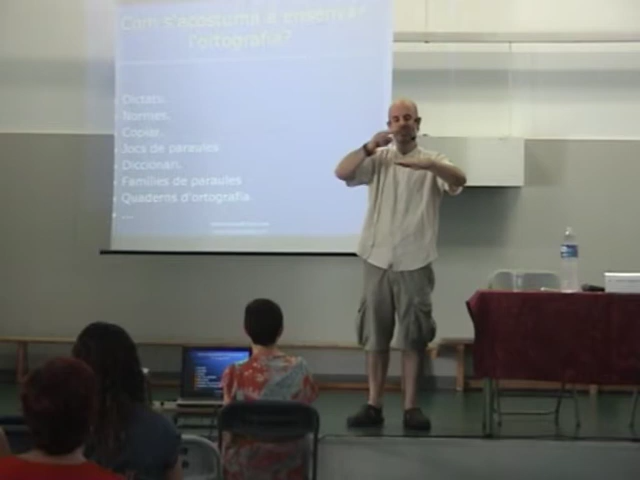 Com s'acostuma a ensenyar
l'ortografia?
Dictats.
Normes.
Copiar.
Jocs de paraules
Diccionari.
Famílies de paraules
Quaderns d'ortografia.
...